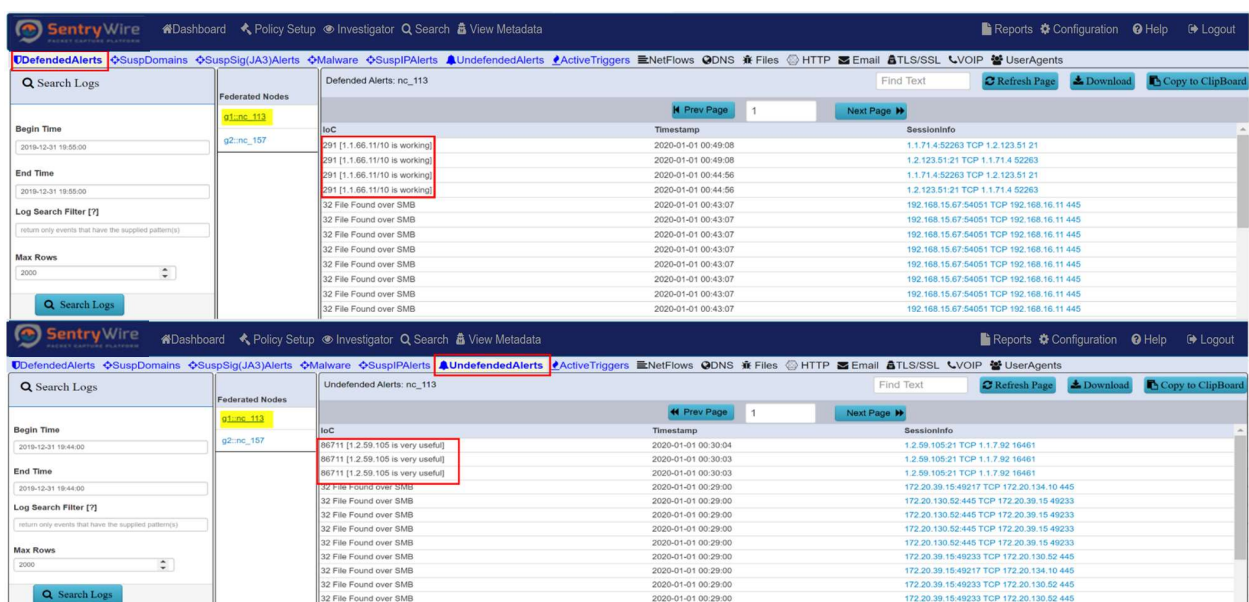 SentryWire Dashboard Policy Setup Investigator Search View Metadata Reports Configuration Help Logout
PACKET CAPTURE PLATFORM
DefendedAlerts SuspDomains SuspSig(JA3)Alerts Malware SuspIPAlerts UndefendedAlerts ActiveTriggers NetFlows DNS Files HTTP Email TLS/SSL VOIP UserAgents
Search Logs
Begin Time
2019-12-31 19:55:00
End Time
2019-12-31 19:55:00
Log Search Filter [?]
return only events that have the supplied pattern(s)
Max Rows
2000
Search Logs
Federated Nodes
g1::nc_113
g2::nc_157
Defended Alerts: nc_113 Find Text Refresh Page Download Copy to ClipBoard
Prev Page 1 Next Page
IoC Timestamp SessionInfo
291 [1.1.66.11/10 is working] 2020-01-01 00:49:08 1.1.71.4:52263 TCP 1.2.123.51 21
291 [1.1.66.11/10 is working] 2020-01-01 00:49:08 1.2.123.51:21 TCP 1.1.71.4 52263
291 [1.1.66.11/10 is working] 2020-01-01 00:44:56 1.1.71.4:52263 TCP 1.2.123.51 21
291 [1.1.66.11/10 is working] 2020-01-01 00:44:56 1.2.123.51:21 TCP 1.1.71.4 52263
32 File Found over SMB 2020-01-01 00:43:07 192.168.15.67:54051 TCP 192.168.16.11 445
32 File Found over SMB 2020-01-01 00:43:07 192.168.15.67:54051 TCP 192.168.16.11 445
32 File Found over SMB 2020-01-01 00:43:07 192.168.15.67:54051 TCP 192.168.16.11 445
32 File Found over SMB 2020-01-01 00:43:07 192.168.15.67:54051 TCP 192.168.16.11 445
32 File Found over SMB 2020-01-01 00:43:07 192.168.15.67:54051 TCP 192.168.16.11 445
32 File Found over SMB 2020-01-01 00:43:07 192.168.15.67:54051 TCP 192.168.16.11 445
32 File Found over SMB 2020-01-01 00:43:07 192.168.15.67:54051 TCP 192.168.16.11 445
32 File Found over SMB 2020-01-01 00:43:07 192.168.15.67:54051 TCP 192.168.16.11 445
SentryWire Dashboard Policy Setup Investigator Search View Metadata Reports Configuration Help Logout
PACKET CAPTURE PLATFORM
DefendedAlerts SuspDomains SuspSig(JA3)Alerts Malware SuspIPAlerts UndefendedAlerts ActiveTriggers NetFlows DNS Files HTTP Email TLS/SSL VOIP UserAgents
Search Logs
Begin Time
2019-12-31 19:44:00
End Time
2019-12-31 19:44:00
Log Search Filter [?]
return only events that have the supplied pattern(s)
Max Rows
2000
Search Logs
Federated Nodes
g1::nc_113
g2::nc_157
Undefended Alerts: nc_113 Find Text Refresh Page Download Copy to ClipBoard
Prev Page 1 Next Page
IoC Timestamp SessionInfo
86711 [1.2.59.105 is very useful] 2020-01-01 00:30:04 1.2.59.105:21 TCP 1.1.7.92 16461
86711 [1.2.59.105 is very useful] 2020-01-01 00:30:03 1.2.59.105:21 TCP 1.1.7.92 16461
86711 [1.2.59.105 is very useful] 2020-01-01 00:30:03 1.2.59.105:21 TCP 1.1.7.92 16461
32 File Found over SMB 2020-01-01 00:29:00 172.20.39.15:49217 TCP 172.20.134.10 445
32 File Found over SMB 2020-01-01 00:29:00 172.20.130.52:445 TCP 172.20.39.15 49233
32 File Found over SMB 2020-01-01 00:29:00 172.20.130.52:445 TCP 172.20.39.15 49233
32 File Found over SMB 2020-01-01 00:29:00 172.20.130.52:445 TCP 172.20.39.15 49233
32 File Found over SMB 2020-01-01 00:29:00 172.20.39.15:49233 TCP 172.20.130.52 445
32 File Found over SMB 2020-01-01 00:29:00 172.20.39.15:49217 TCP 172.20.134.10 445
32 File Found over SMB 2020-01-01 00:29:00 172.20.39.15:49233 TCP 172.20.130.52 445
32 File Found over SMB 2020-01-01 00:29:00 172.20.39.15:49233 TCP 172.20.130.52 445